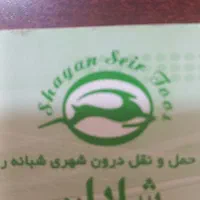 Shayan Seir Toos
حمل و نقل درون شهری شبانه ر